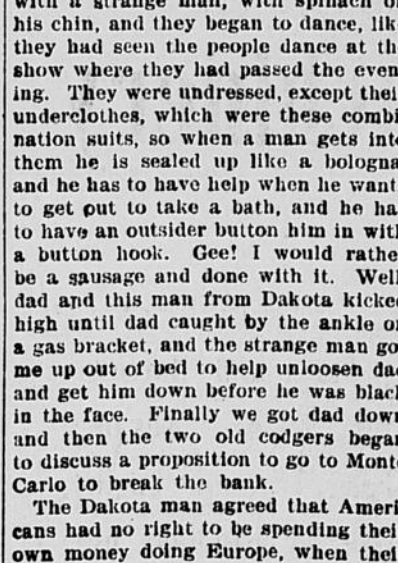 with a strange man, with spinach o
his chin, and they began to dance, lik
they had seen the people dance at th
show where they had passed the even
ing. They were undressed, except thei
underclothes, which were these combi
nation suits, so when a man gets int
them he is sealed up like a bologna
and he has to have help when he want
to get out to take a bath, and he ha
to have an outsider button him in wit
a button hook. Gee! I would rathe
be a sausage and done with it. Well
dad and this man from Dakota kicke
high until dad caught by the ankle o
a gas bracket, and the strange man go
me up out of bed to help unloosen da
and get him down before he was blac
in the face. Finally we got dad down
and then the two old codgers began
to discuss a proposition to go to Mont
Carlo to break the bank.
The Dakota man agreed that Ameri
cans had no right to be spending thei
own money doing Europe, when thei